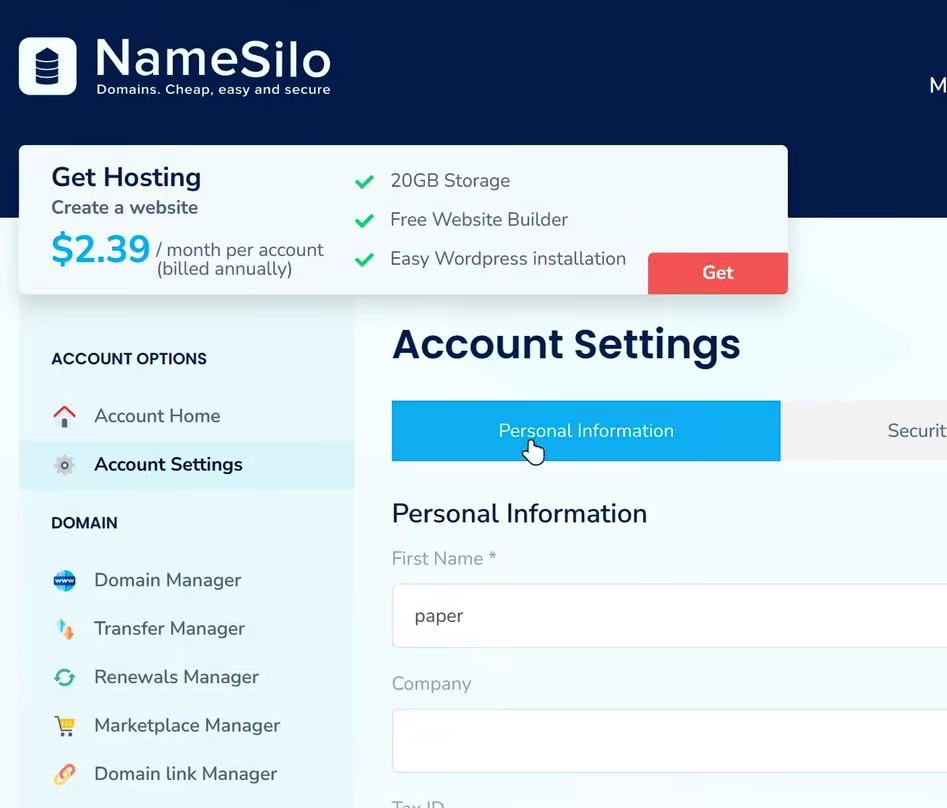 NameSilo
Domains. Cheap, easy and secure
Get Hosting
Create a website
$2.39 / month per account
(billed annually)
20GB Storage
Free Website Builder
Easy Wordpress installation
Get
ACCOUNT OPTIONS
Account Home
Account Settings
DOMAIN
Domain Manager
Transfer Manager
Renewals Manager
Marketplace Manager
Domain link Manager
Account Settings
Personal Information
Securit
Personal Information
First Name *
paper
Company
Tax ID